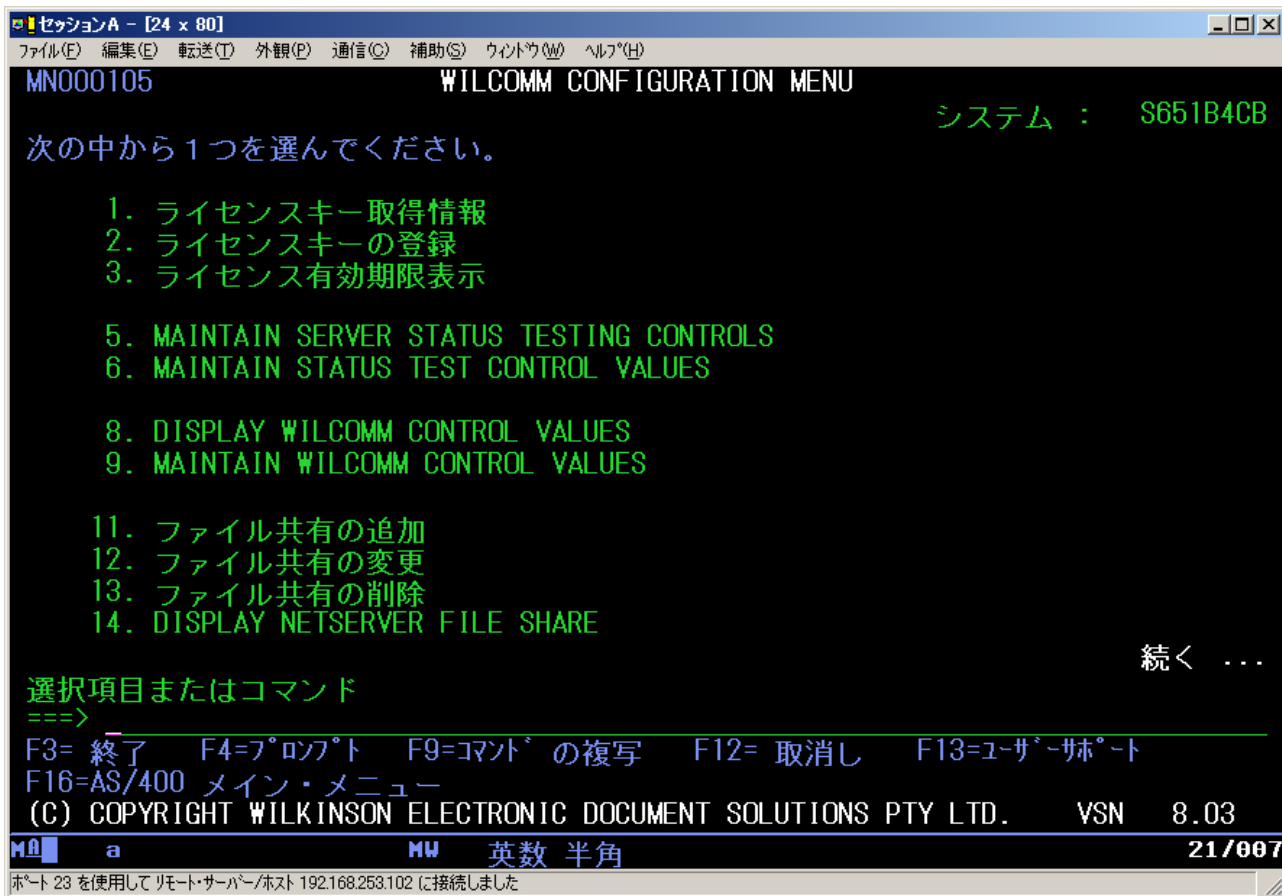 セッションA - [24 x 80]
ファイル(F) 編集(E) 転送(T) 外観(P) 通信(C) 補助(S) ウィンドウ(W) ヘルプ(H)
MN000105 WILCOMM CONFIGURATION MENU
システム : S651B4CB
次の中から1つを選んでください。
1. ライセンスキー取得情報
2. ライセンスキーの登録
3. ライセンス有効期限表示
5. MAINTAIN SERVER STATUS TESTING CONTROLS
6. MAINTAIN STATUS TEST CONTROL VALUES
8. DISPLAY WILCOMM CONTROL VALUES
9. MAINTAIN WILCOMM CONTROL VALUES
11. ファイル共有の追加
12. ファイル共有の変更
13. ファイル共有の削除
14. DISPLAY NETSERVER FILE SHARE
続く ...
選択項目またはコマンド
===>
F3= 終了 F4=プロンプト F9=コマンド の複写 F12= 取消し F13=ユーザーサポート
F16=AS/400 メイン・メニュー
(C) COPYRIGHT WILKINSON ELECTRONIC DOCUMENT SOLUTIONS PTY LTD. VSN 8.03
MA a MW 英数 半角 21/007
ポート 23 を使用して リモート・サーバー/ホスト 192.168.253.102 に接続しました